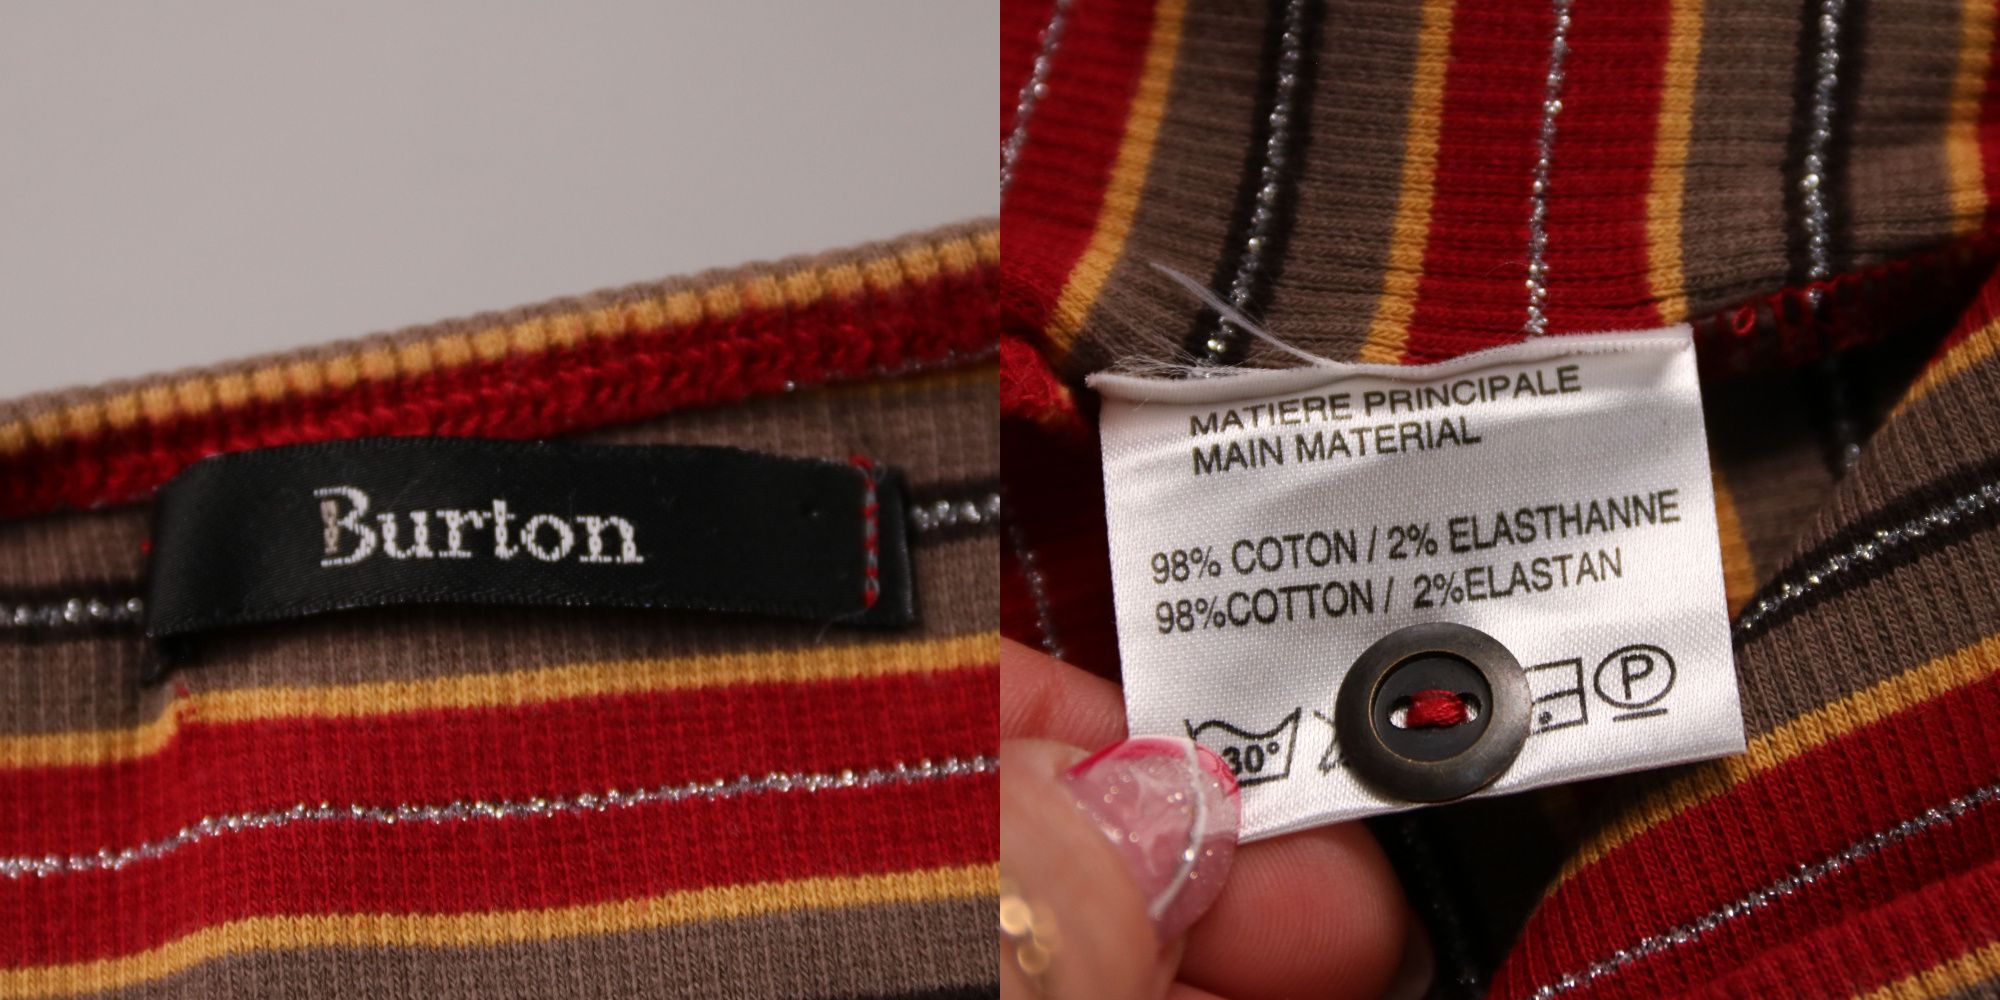 Burton
MATIERE PRINCIPALE
MAIN MATERIAL
98% COTON / 2% ELASTHANNE
98%COTTON / 2%ELASTAN
30° P